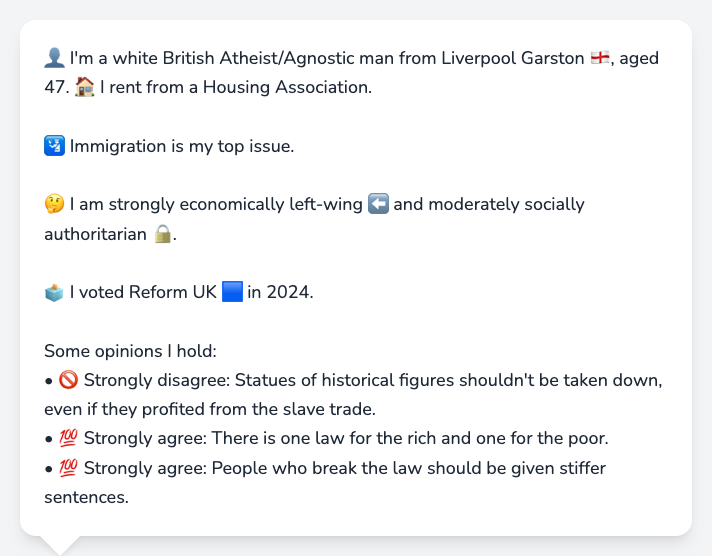 👤 I'm a white British Atheist/Agnostic man from Liverpool Garston 🏴󠁧󠁢󠁥󠁮󠁧󠁿, aged
47. 🏠 I rent from a Housing Association.
🛂 Immigration is my top issue.
🤔 I am strongly economically left-wing ⬅️ and moderately socially
authoritarian 🔒.
🗳️ I voted Reform UK 🟦 in 2024.
Some opinions I hold:
• 🚫 Strongly disagree: Statues of historical figures shouldn't be taken down,
even if they profited from the slave trade.
• 💯 Strongly agree: There is one law for the rich and one for the poor.
• 💯 Strongly agree: People who break the law should be given stiffer
sentences.